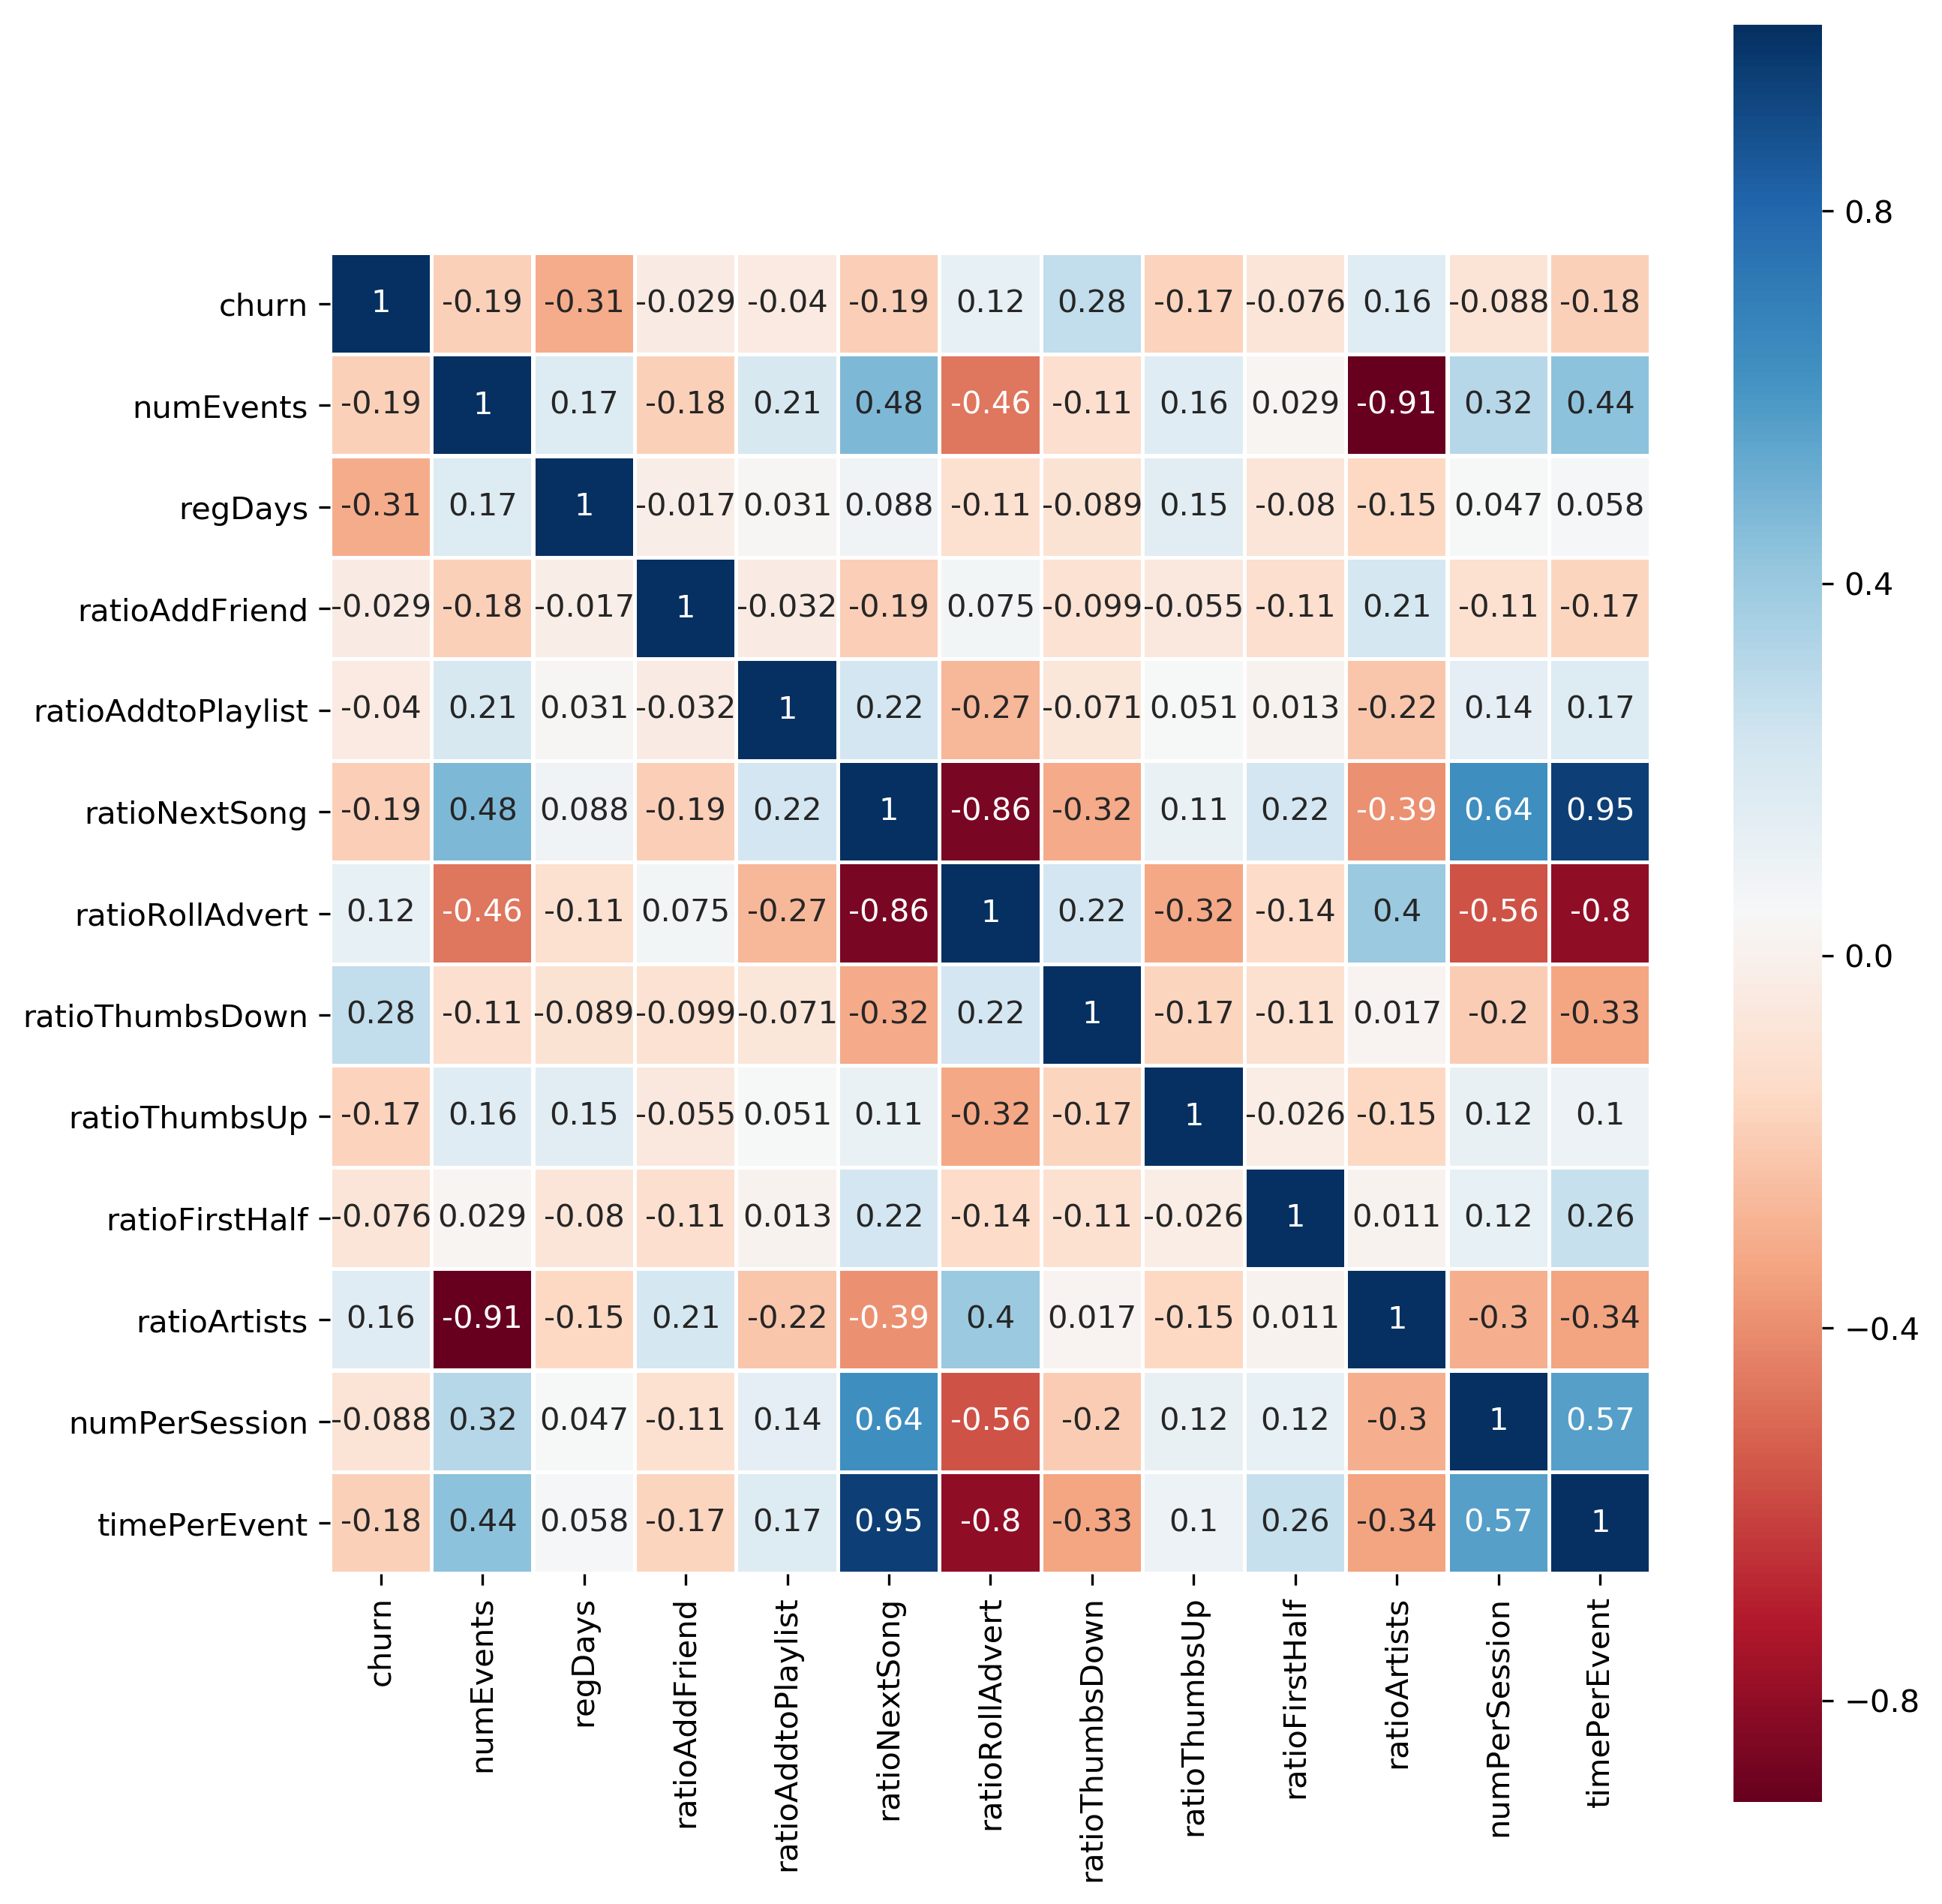 churn 1 -0.19 -0.31 -0.029 -0.04 -0.19 0.12 0.28 -0.17 -0.076 0.16 -0.088 -0.18
numEvents -0.19 1 0.17 -0.18 0.21 0.48 -0.46 -0.11 0.16 0.029 -0.91 0.32 0.44
regDays -0.31 0.17 1 -0.017 0.031 0.088 -0.11 -0.089 0.15 -0.08 -0.15 0.047 0.058
ratioAddFriend -0.029 -0.18 -0.017 1 -0.032 -0.19 0.075 -0.099 -0.055 -0.11 0.21 -0.11 -0.17
ratioAddtoPlaylist -0.04 0.21 0.031 -0.032 1 0.22 -0.27 -0.071 0.051 0.013 -0.22 0.14 0.17
ratioNextSong -0.19 0.48 0.088 -0.19 0.22 1 -0.86 -0.32 0.11 0.22 -0.39 0.64 0.95
ratioRollAdvert 0.12 -0.46 -0.11 0.075 -0.27 -0.86 1 0.22 -0.32 -0.14 0.4 -0.56 -0.8
ratioThumbsDown 0.28 -0.11 -0.089 -0.099 -0.071 -0.32 0.22 1 -0.17 -0.11 0.017 -0.2 -0.33
ratioThumbsUp -0.17 0.16 0.15 -0.055 0.051 0.11 -0.32 -0.17 1 -0.026 -0.15 0.12 0.1
ratioFirstHalf -0.076 0.029 -0.08 -0.11 0.013 0.22 -0.14 -0.11 -0.026 1 0.011 0.12 0.26
ratioArtists 0.16 -0.91 -0.15 0.21 -0.22 -0.39 0.4 0.017 -0.15 0.011 1 -0.3 -0.34
numPerSession -0.088 0.32 0.047 -0.11 0.14 0.64 -0.56 -0.2 0.12 0.12 -0.3 1 0.57
timePerEvent -0.18 0.44 0.058 -0.17 0.17 0.95 -0.8 -0.33 0.1 0.26 -0.34 0.57 1
churn
numEvents
regDays
ratioAddFriend
ratioAddtoPlaylist
ratioNextSong
ratioRollAdvert
ratioThumbsDown
ratioThumbsUp
ratioFirstHalf
ratioArtists
numPerSession
timePerEvent
0.8
0.4
0.0
−0.4
−0.8